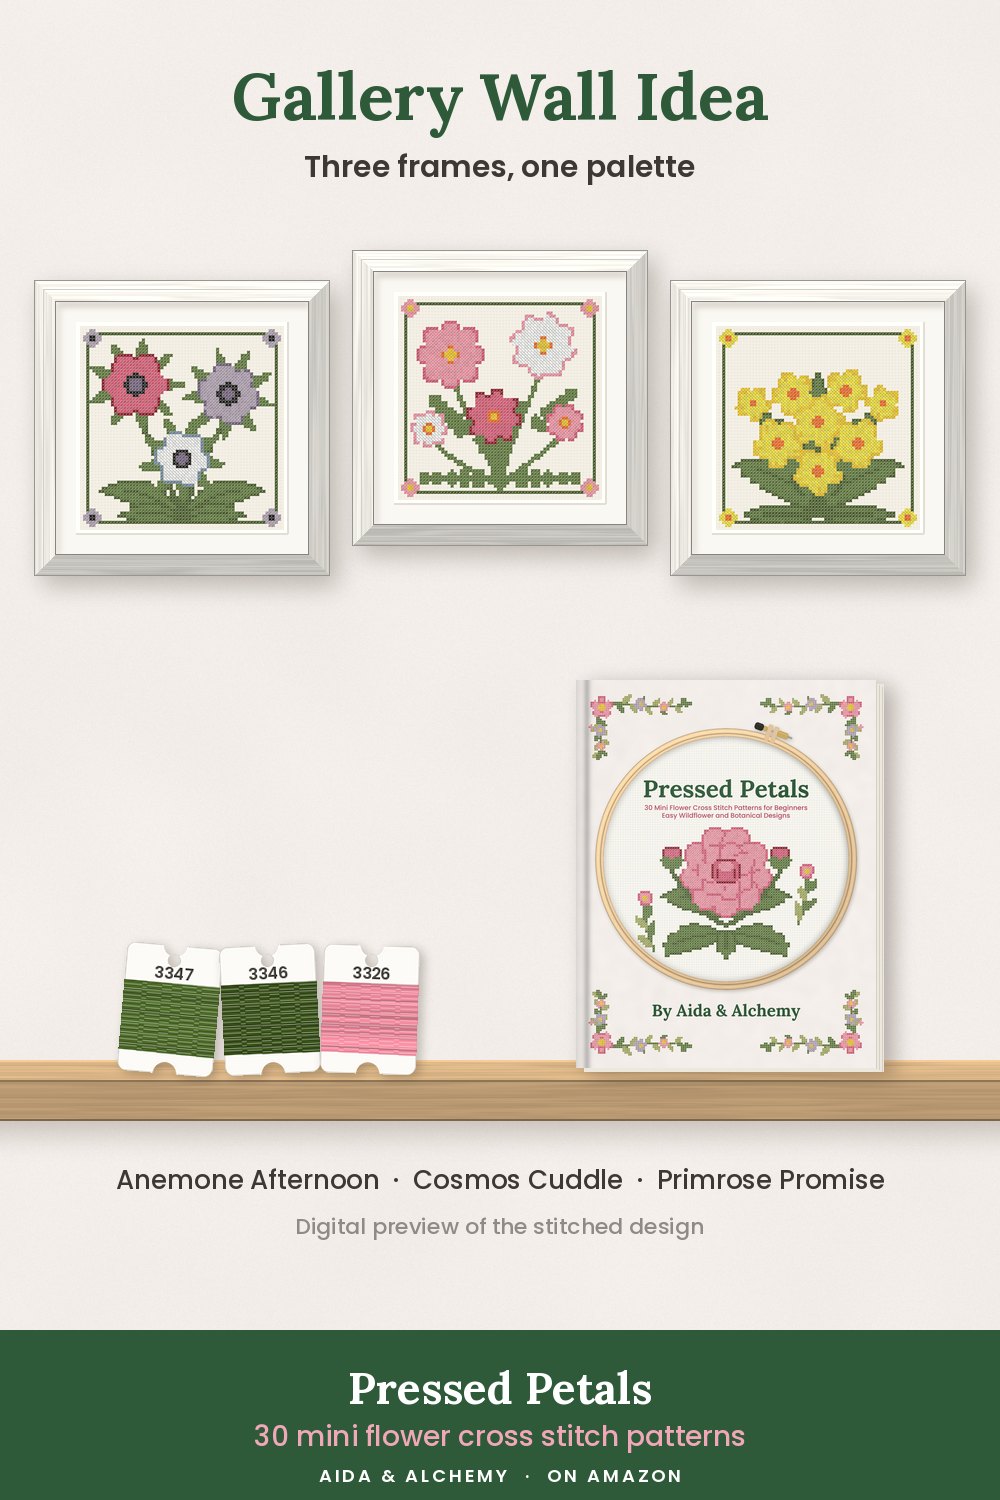 Gallery Wall Idea
Three frames, one palette
Pressed Petals
30 Mini Flower Cross Stitch Patterns for Beginners
Easy Wildflower and Botanical Designs
By Aida & Alchemy
3347
3346
3326
Anemone Afternoon · Cosmos Cuddle · Primrose Promise
Digital preview of the stitched design
Pressed Petals
30 mini flower cross stitch patterns
AIDA & ALCHEMY · ON AMAZON